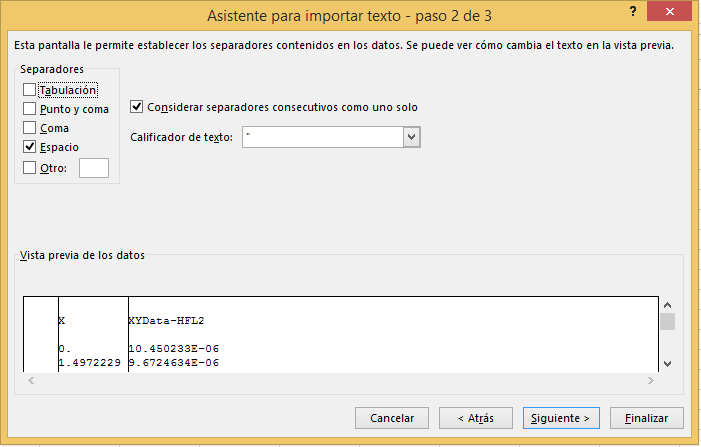 Asistente para importar texto - paso 2 de 3
? ×
Esta pantalla le permite establecer los separadores contenidos en los datos. Se puede ver cómo cambia el texto en la vista previa.
Separadores
Tabulación
Punto y coma
Coma
Espacio
Otro:
Considerar separadores consecutivos como uno solo
Calificador de texto: "
Vista previa de los datos
X XYData-HFL2
0. 10.450233E-06
1.4972229 9.6724634E-06
Cancelar < Atrás Siguiente > Finalizar